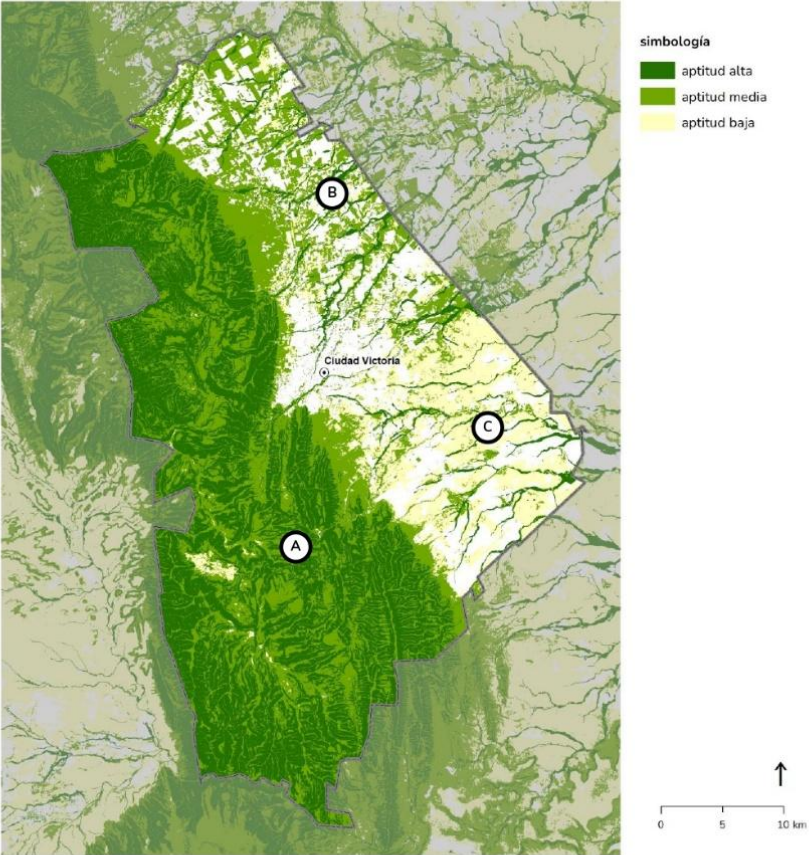 simbología
aptitud alta
aptitud media
aptitud baja
B
Ciudad Victoria
C
A
0 5 10 km